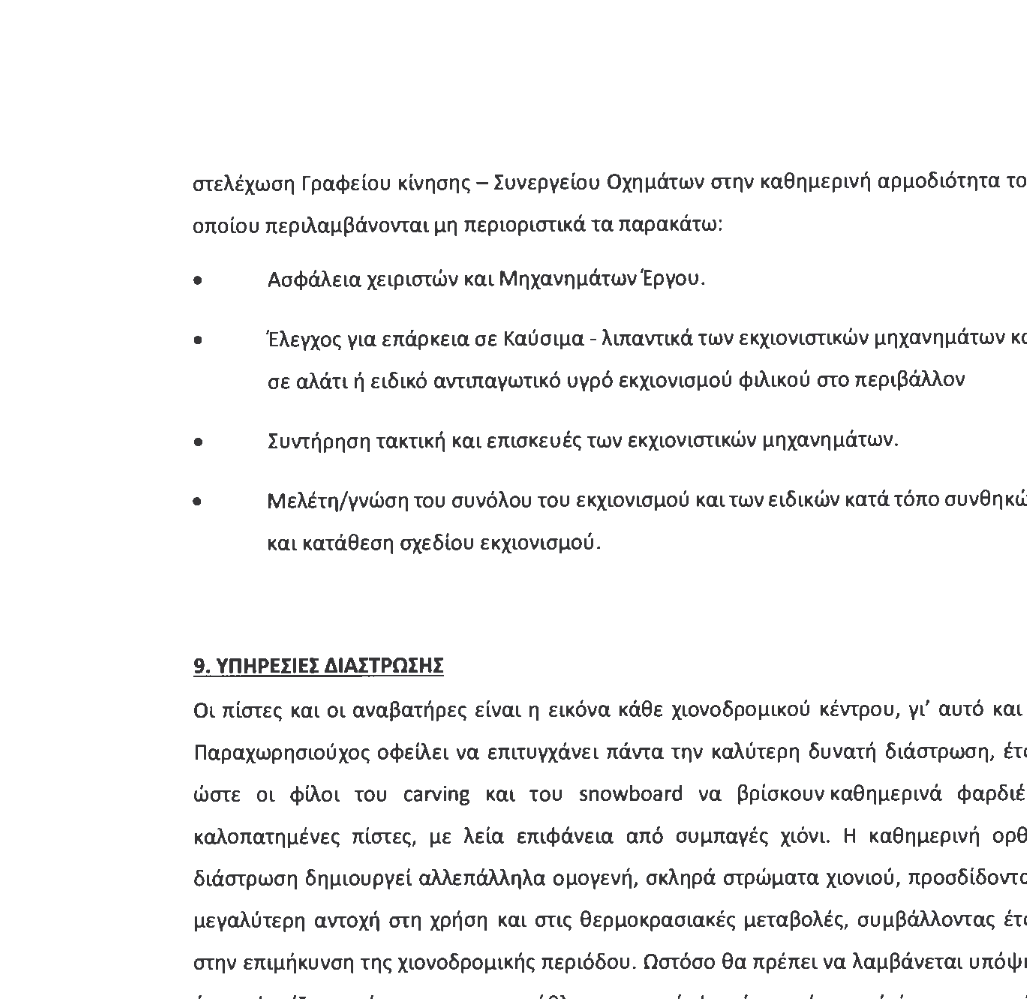 στελέχωση Γραφείου κίνησης – Συνεργείου Οχημάτων στην καθημερινή αρμοδιότητα το
οποίου περιλαμβάνονται μη περιοριστικά τα παρακάτω:
• Ασφάλεια χειριστών και Μηχανημάτων Έργου.
• Έλεγχος για επάρκεια σε Καύσιμα - λιπαντικά των εκχιονιστικών μηχανημάτων
σε αλάτι ή ειδικό αντιπαγωτικό υγρό εκχιονισμού φιλικού στο περιβάλλον
• Συντήρηση τακτική και επισκευές των εκχιονιστικών μηχανημάτων.
• Μελέτη/γνώση του συνόλου του εκχιονισμού και των ειδικών κατά τόπο συνθηκώ
και κατάθεση σχεδίου εκχιονισμού.
9. ΥΠΗΡΕΣΙΕΣ ΔΙΑΣΤΡΩΣΗΣ
Οι πίστες και οι αναβατήρες είναι η εικόνα κάθε χιονοδρομικού κέντρου, γι’ αυτό και
Παραχωρησιούχος οφείλει να επιτυγχάνει πάντα την καλύτερη δυνατή διάστρωση,
ώστε οι φίλοι του carving και του snowboard να βρίσκουν καθημερινά φαρδιέ
καλοπατημένες πίστες, με λεία επιφάνεια από συμπαγές χιόνι. Η καθημερινή ορθ
διάστρωση δημιουργεί αλλεπάλληλα ομογενή, σκληρά στρώματα χιονιού,
μεγαλύτερη αντοχή στη χρήση και στις θερμοκρασιακές μεταβολές, συμβάλλοντας
στην επιμήκυνση της χιονοδρομικής περιόδου. Ωστόσο θα πρέπει να λαμβάνεται